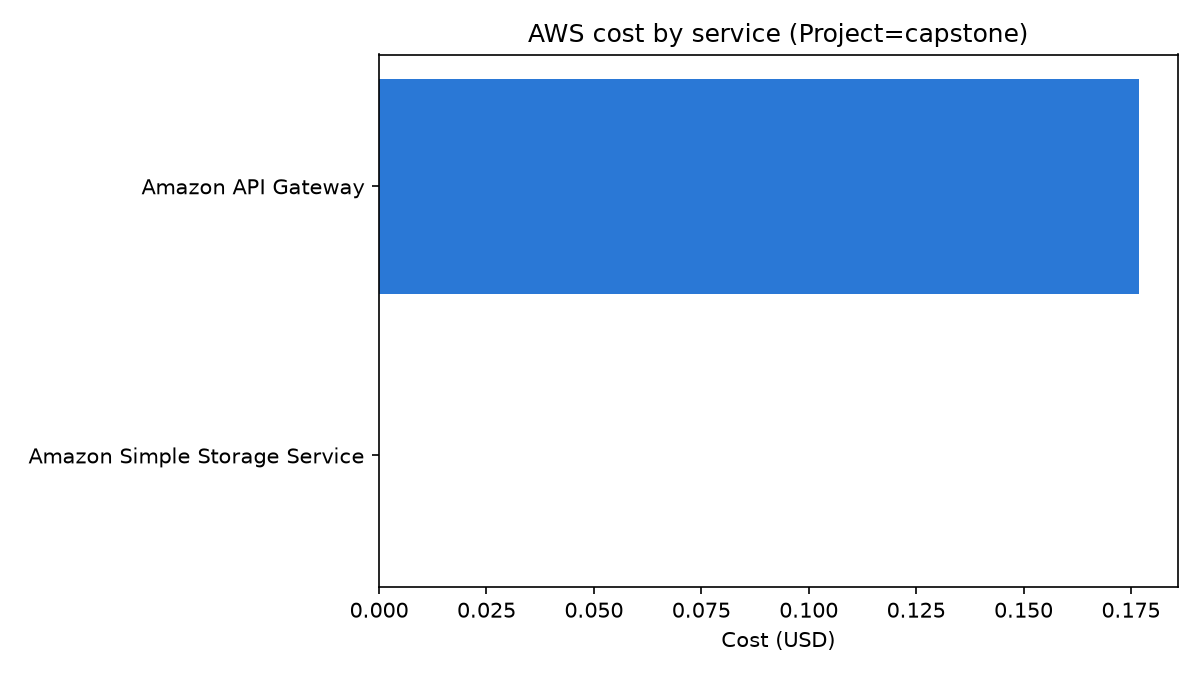 AWS cost by service (Project=capstone)
Amazon API Gateway
Amazon Simple Storage Service
0.000 0.025 0.050 0.075 0.100 0.125 0.150 0.175
Cost (USD)